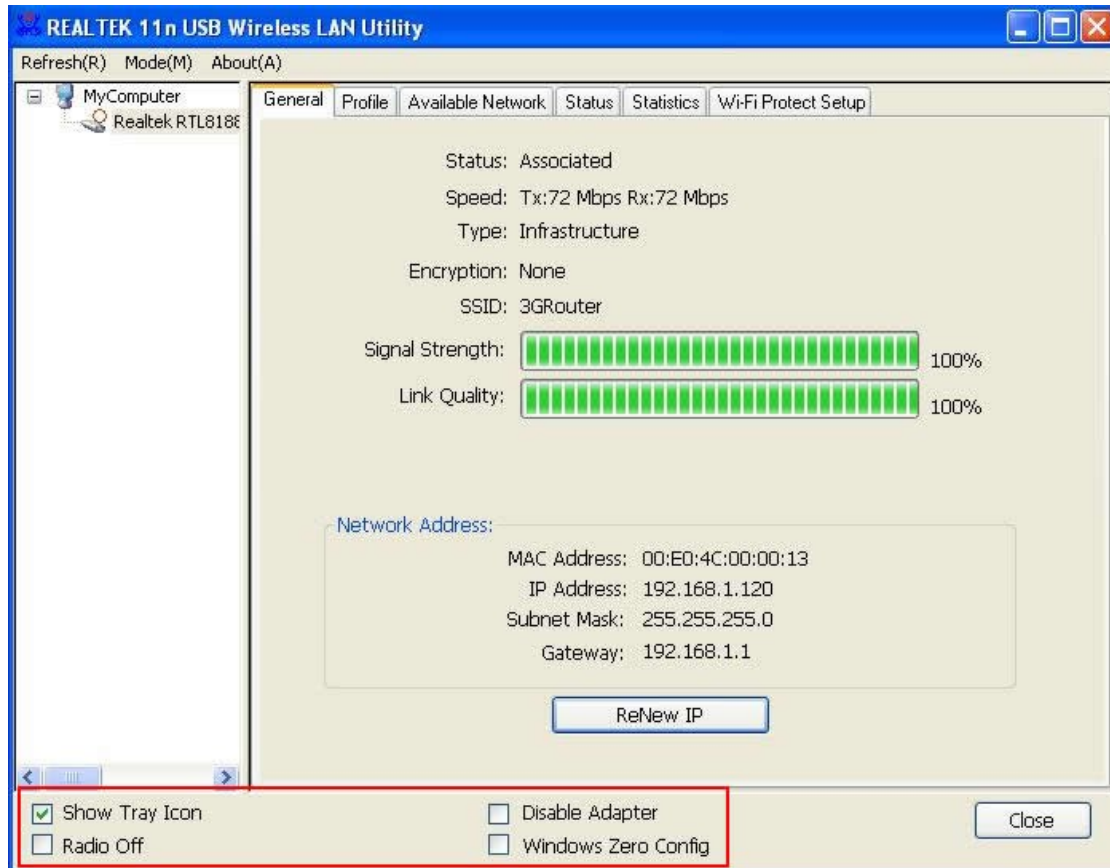 REALTEK 11n USB Wireless LAN Utility
Refresh(R) Mode(M) About(A)
MyComputer
Realtek RTL8188
General Profile Available Network Status Statistics Wi-Fi Protect Setup
Status: Associated
Speed: Tx:72 Mbps Rx:72 Mbps
Type: Infrastructure
Encryption: None
SSID: 3GRouter
Signal Strength: 100%
Link Quality: 100%
Network Address:
MAC Address: 00:E0:4C:00:00:13
IP Address: 192.168.1.120
Subnet Mask: 255.255.255.0
Gateway: 192.168.1.1
ReNew IP
Show Tray Icon Disable Adapter
Radio Off Windows Zero Config
Close